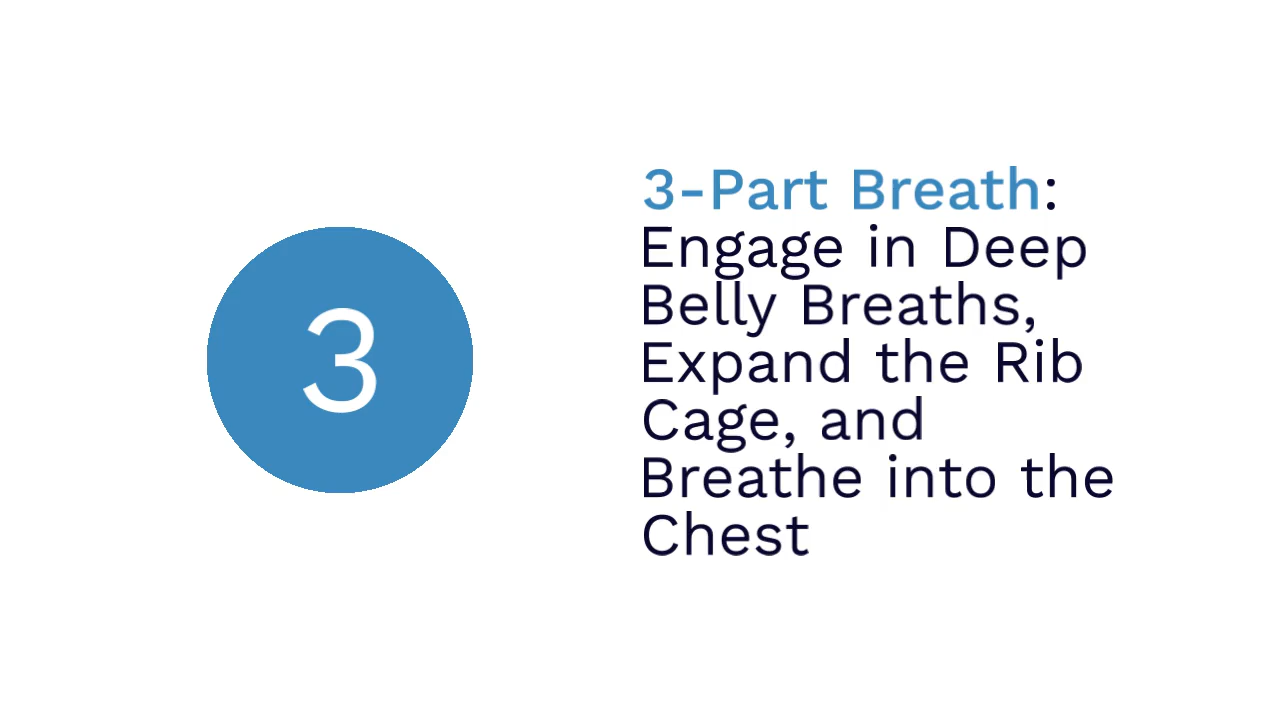 3
3-Part Breath:
Engage in Deep
Belly Breaths,
Expand the Rib
Cage, and
Breathe into the
Chest